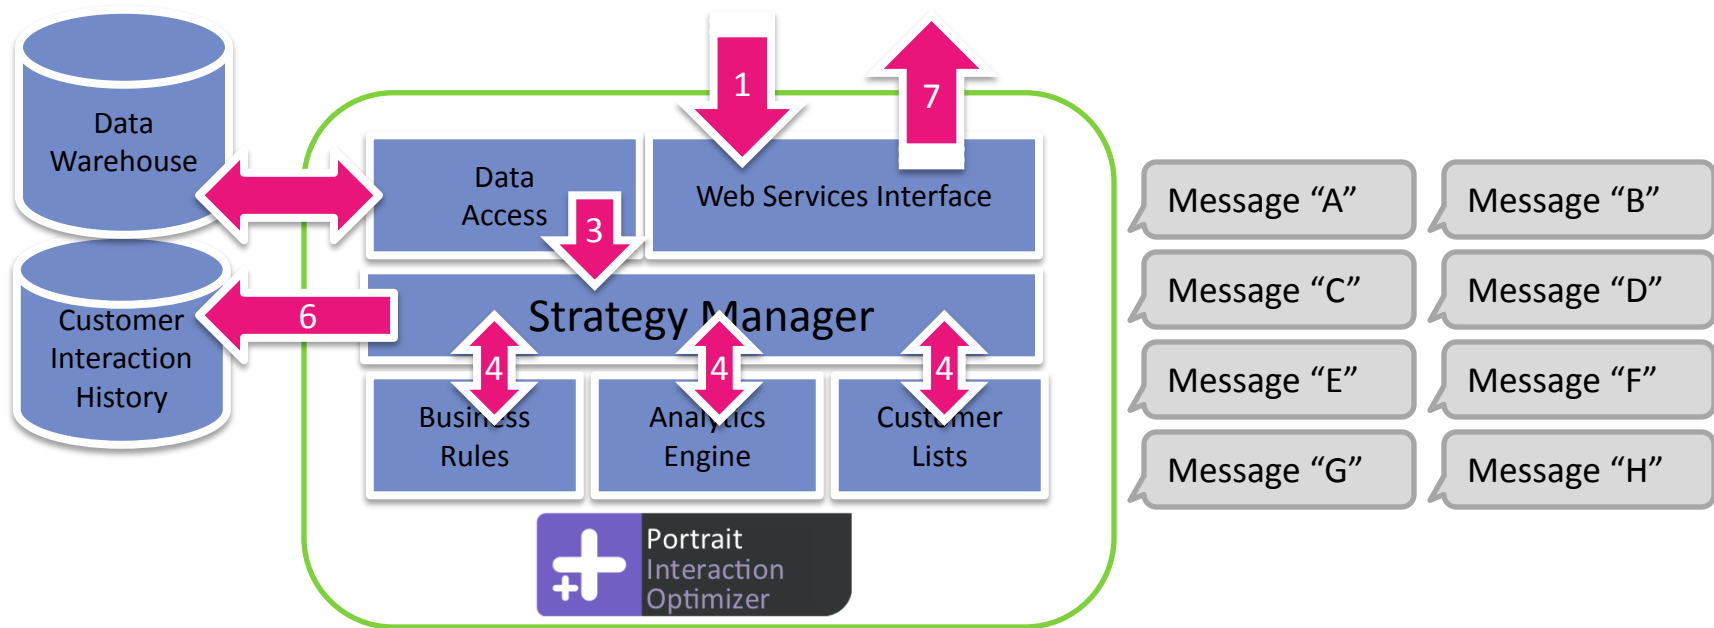 1
7
Data
Warehouse
Data
Access
Web Services Interface
3
Customer
Interaction
History
6
Strategy Manager
4
4
4
Business
Rules
Analytics
Engine
Customer
Lists
Portrait
Interaction
Optimizer
Message “A”
Message “B”
Message “C”
Message “D”
Message “E”
Message “F”
Message “G”
Message “H”